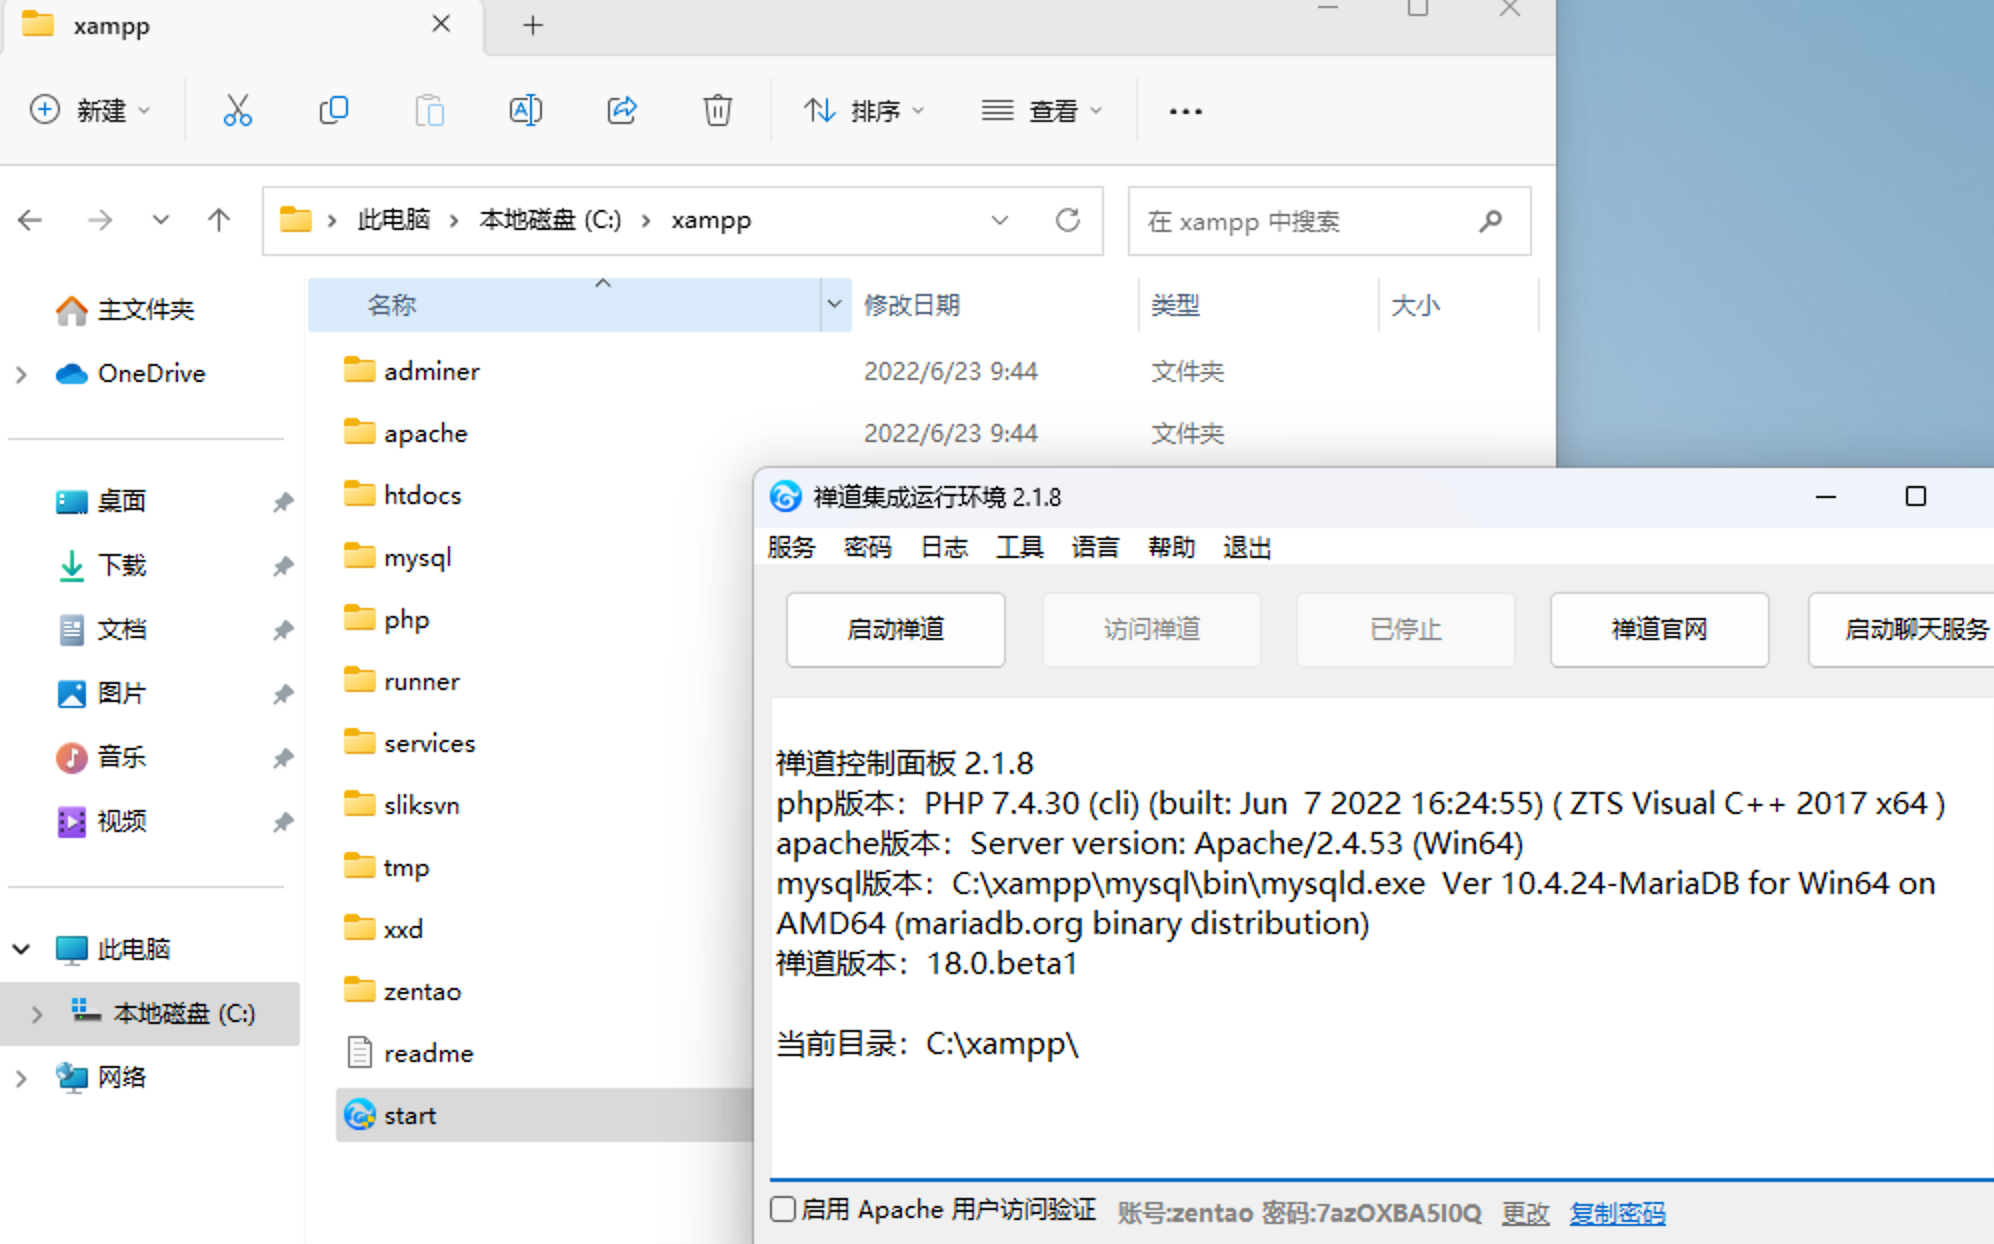 xampp
新建
排序
查看
此电脑 本地磁盘 (C:) xampp
在 xampp 中搜索
主文件夹
OneDrive
桌面
下载
文档
图片
音乐
视频
此电脑
本地磁盘 (C:)
网络
名称 修改日期 类型 大小
adminer 2022/6/23 9:44 文件夹
apache 2022/6/23 9:44 文件夹
htdocs
mysql
php
runner
services
sliksvn
tmp
xxd
zentao
readme
start
禅道集成运行环境 2.1.8
服务 密码 日志 工具 语言 帮助 退出
启动禅道 访问禅道 已停止 禅道官网 启动聊天服务
禅道控制面板 2.1.8
php版本：PHP 7.4.30 (cli) (built: Jun  7 2022 16:24:55) ( ZTS Visual C++ 2017 x64 )
apache版本：Server version: Apache/2.4.53 (Win64)
mysql版本：C:\xampp\mysql\bin\mysqld.exe  Ver 10.4.24-MariaDB for Win64 on
AMD64 (mariadb.org binary distribution)
禅道版本：18.0.beta1
当前目录：C:\xampp\
启用 Apache 用户访问验证 账号:zentao 密码:7azOXBA5I0Q 更改 复制密码